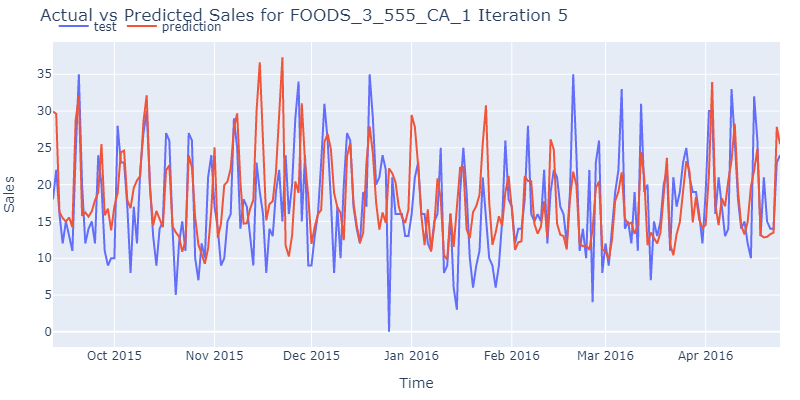 Actual vs Predicted Sales for FOODS_3_555_CA_1 Iteration 5
test prediction
35
30
25
20
15
10
5
0
Sales
Oct 2015 Nov 2015 Dec 2015 Jan 2016 Feb 2016 Mar 2016 Apr 2016
Time